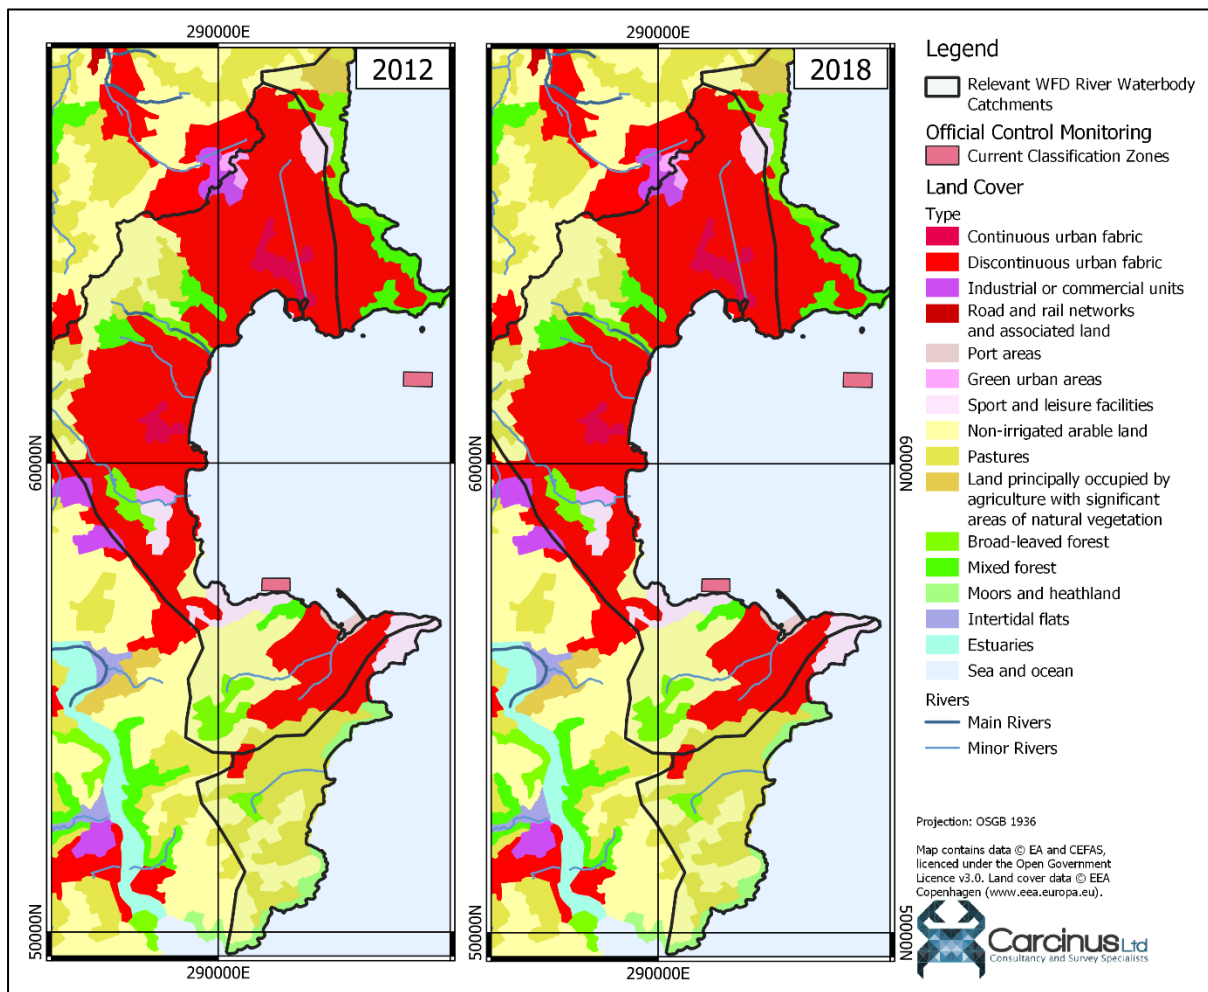 290000E
290000E
2012
2018
60000N
60000N
50000N
50000N
290000E
290000E
Legend
Relevant WFD River Waterbody
Catchments
Official Control Monitoring
Current Classification Zones
Land Cover
Type
Continuous urban fabric
Discontinuous urban fabric
Industrial or commercial units
Road and rail networks
and associated land
Port areas
Green urban areas
Sport and leisure facilities
Non-irrigated arable land
Pastures
Land principally occupied by
agriculture with significant
areas of natural vegetation
Broad-leaved forest
Mixed forest
Moors and heathland
Intertidal flats
Estuaries
Sea and ocean
Rivers
Main Rivers
Minor Rivers
Projection: OSGB 1936
Map contains data © EA and CEFAS,
licenced under the Open Government
Licence v3.0. Land cover data © EEA
Copenhagen (www.eea.europa.eu).
Carcinus Ltd
Consultancy and Survey Specialists